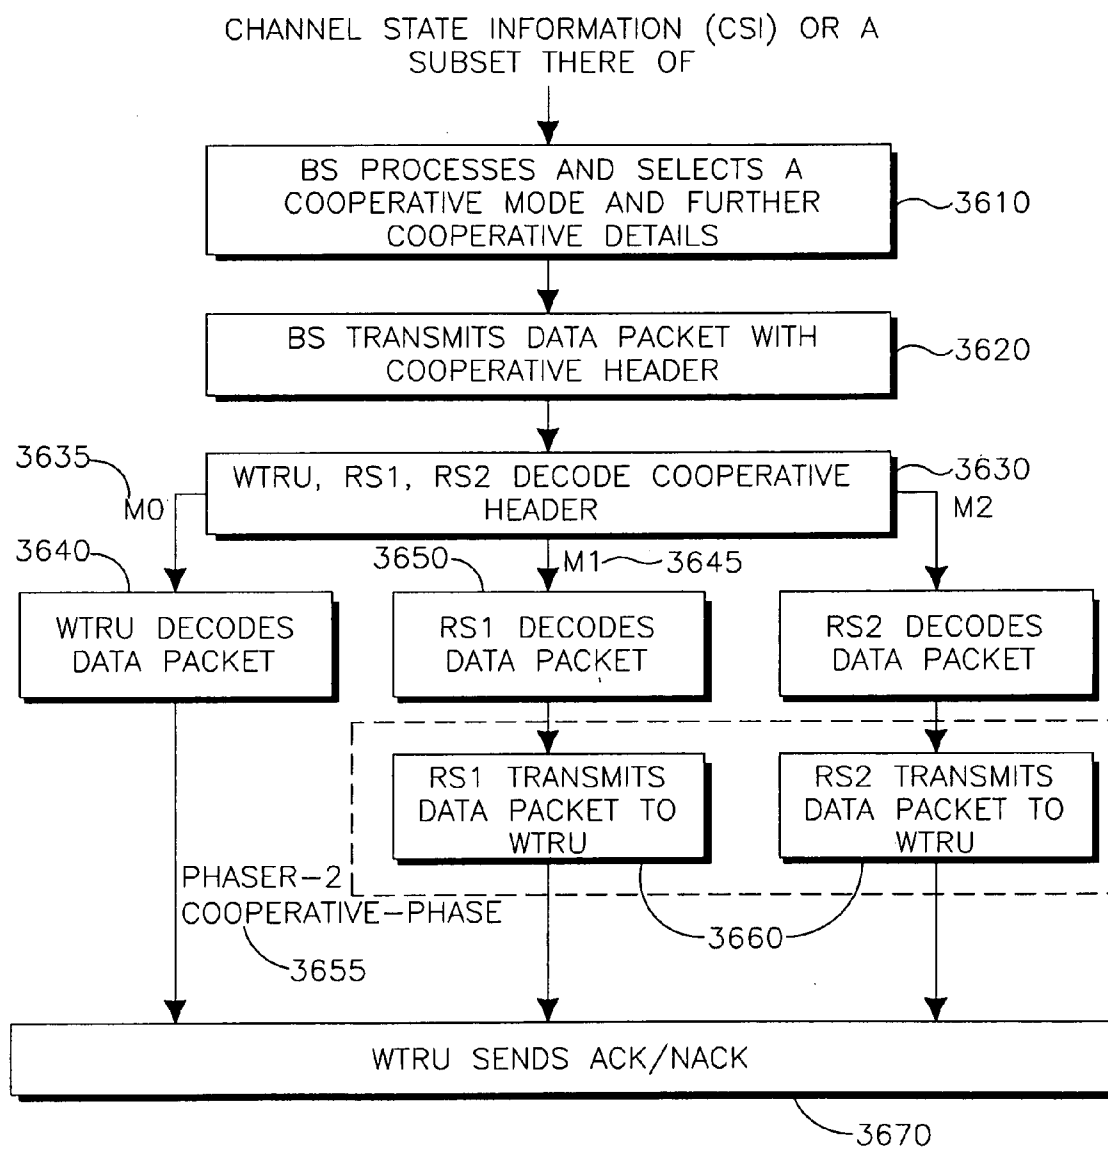 CHANNEL STATE INFORMATION (CSI) OR A
SUBSET THERE OF
BS PROCESSES AND SELECTS A
COOPERATIVE MODE AND FURTHER
COOPERATIVE DETAILS
3610
BS TRANSMITS DATA PACKET WITH
COOPERATIVE HEADER
3620
3635
M0
WTRU, RS1, RS2 DECODE COOPERATIVE
HEADER
3630
M2
3640
3650
M1
3645
WTRU DECODES
DATA PACKET
RS1 DECODES
DATA PACKET
RS2 DECODES
DATA PACKET
RS1 TRANSMITS
DATA PACKET TO
WTRU
RS2 TRANSMITS
DATA PACKET TO
WTRU
PHASER-2
COOPERATIVE-PHASE
3655
3660
WTRU SENDS ACK/NACK
3670